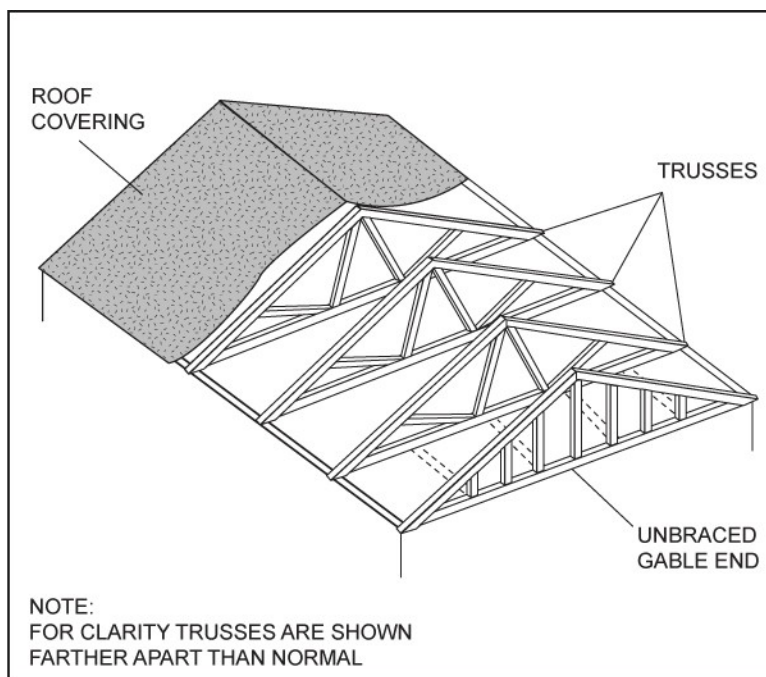 ROOF
COVERING
TRUSSES
UNBRACED
GABLE END
NOTE:
FOR CLARITY TRUSSES ARE SHOWN
FARTHER APART THAN NORMAL